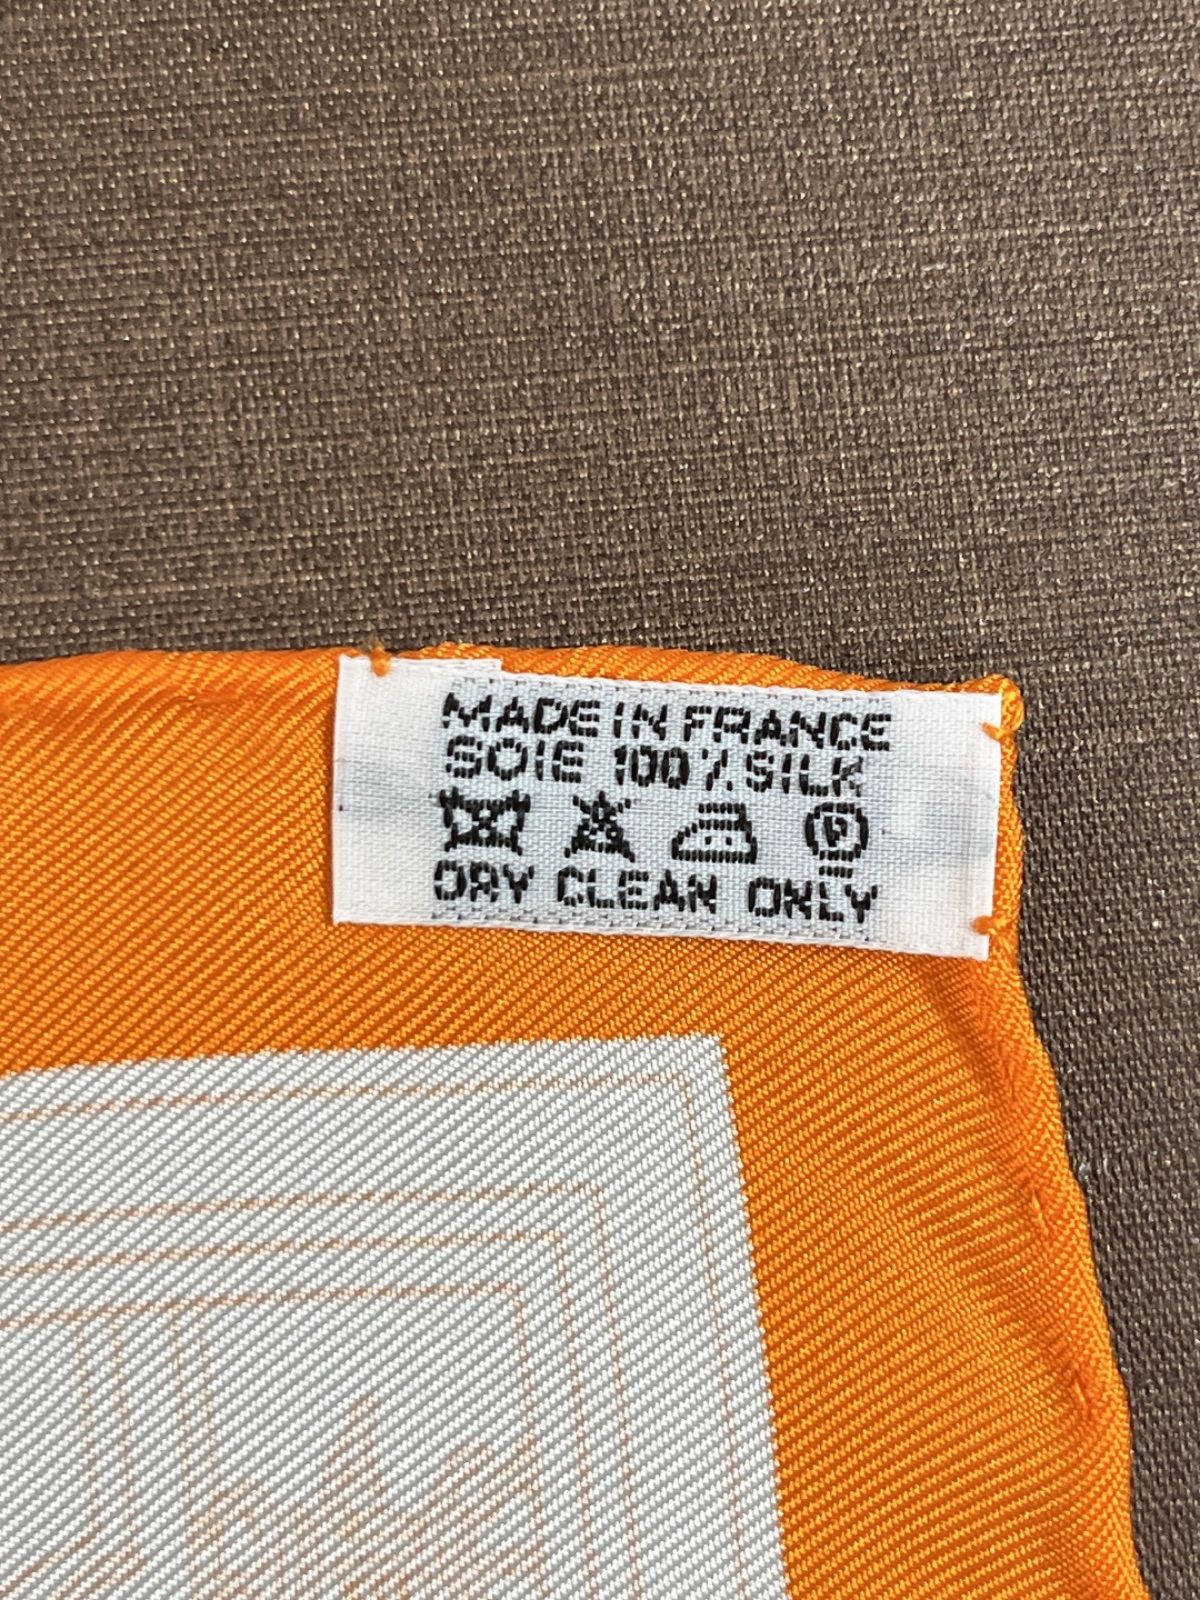 MADE IN FRANCE
SOIE 100% SILK
P
DRY CLEAN ONLY